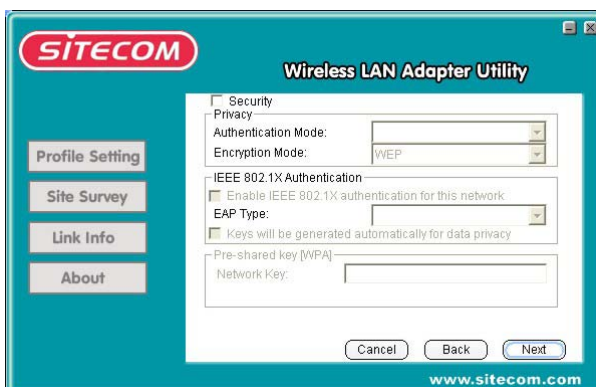 SITECOM
Wireless LAN Adapter Utility
Profile Setting
Site Survey
Link Info
About
Security
Privacy
Authentication Mode:
Encryption Mode: WEP
IEEE 802.1X Authentication
Enable IEEE 802.1X authentication for this network
EAP Type:
Keys will be generated automatically for data privacy
Pre-shared key [WPA]
Network Key:
Cancel Back Next
www.sitecom.com